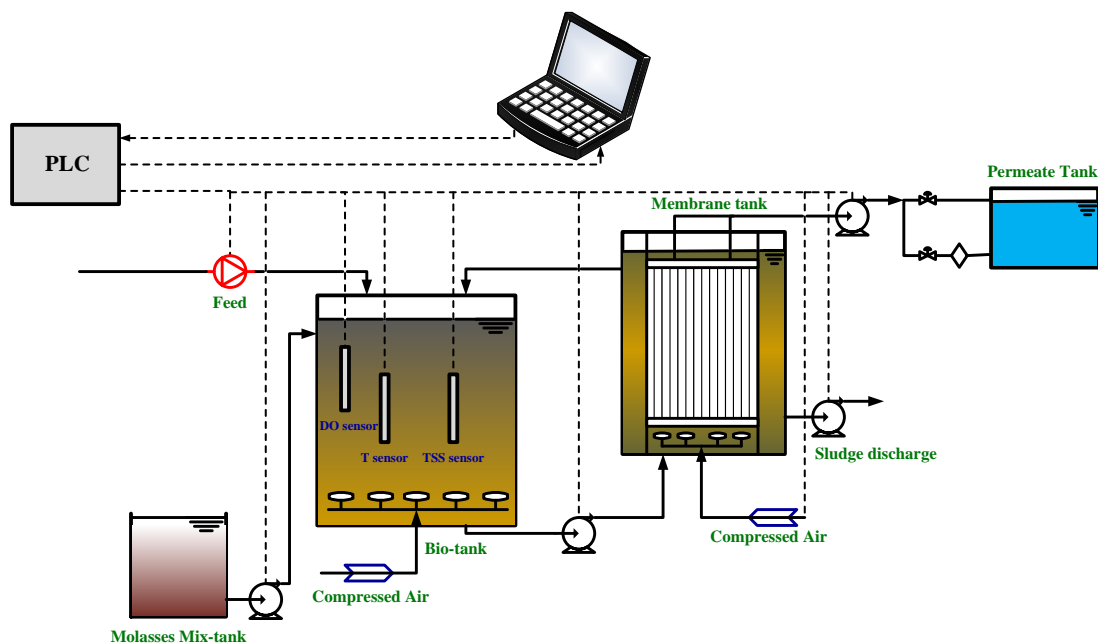 PLC
Permeate Tank
Membrane tank
Feed
DO sensor
T sensor
TSS sensor
Sludge discharge
Compressed Air
Bio-tank
Compressed Air
Molasses Mix-tank